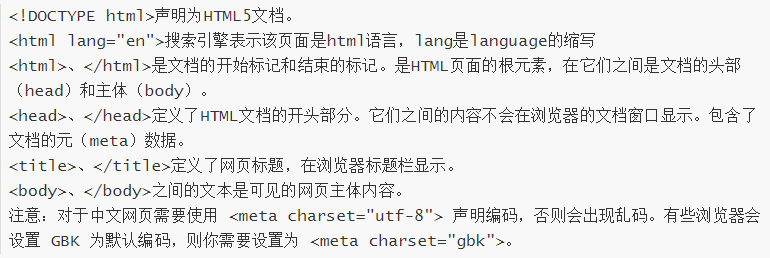 <!DOCTYPE html>声明为HTML5文档。
<html lang="en">搜索引擎表示该页面是html语言，lang是language的缩写
<html>、</html>是文档的开始标记和结束的标记。是HTML页面的根元素，在它们之间是文档的头部
（head）和主体（body）。
<head>、</head>定义了HTML文档的开头部分。它们之间的内容不会在浏览器的文档窗口显示。包含了
文档的元（meta）数据。
<title>、</title>定义了网页标题，在浏览器标题栏显示。
<body>、</body>之间的文本是可见的网页主体内容。
注意：对于中文网页需要使用 <meta charset="utf-8"> 声明编码，否则会出现乱码。有些浏览器会
设置 GBK 为默认编码，则你需要设置为 <meta charset="gbk">。